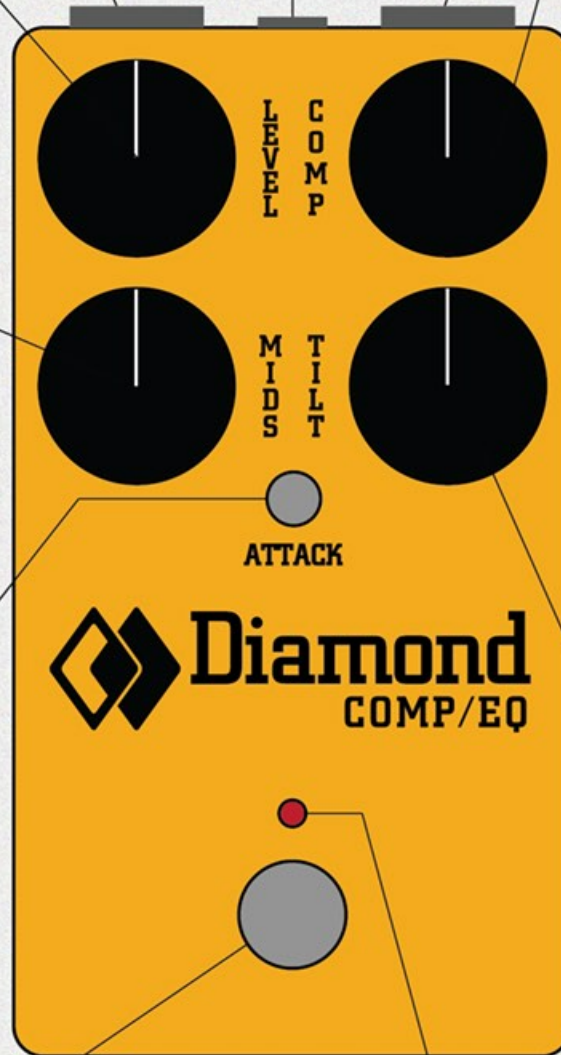 LEVEL
COMP
MIDS
TILT
ATTACK
Diamond
COMP/EQ